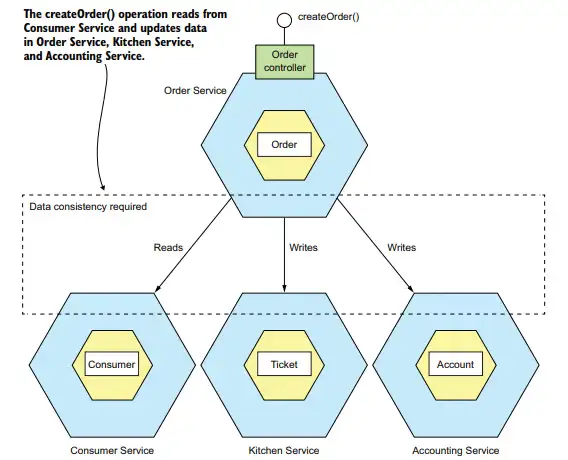 The createOrder() operation reads from
Consumer Service and updates data
in Order Service, Kitchen Service,
and Accounting Service.
createOrder()
Order
controller
Order Service
Order
Data consistency required
Reads
Writes
Writes
Consumer
Ticket
Account
Consumer Service
Kitchen Service
Accounting Service